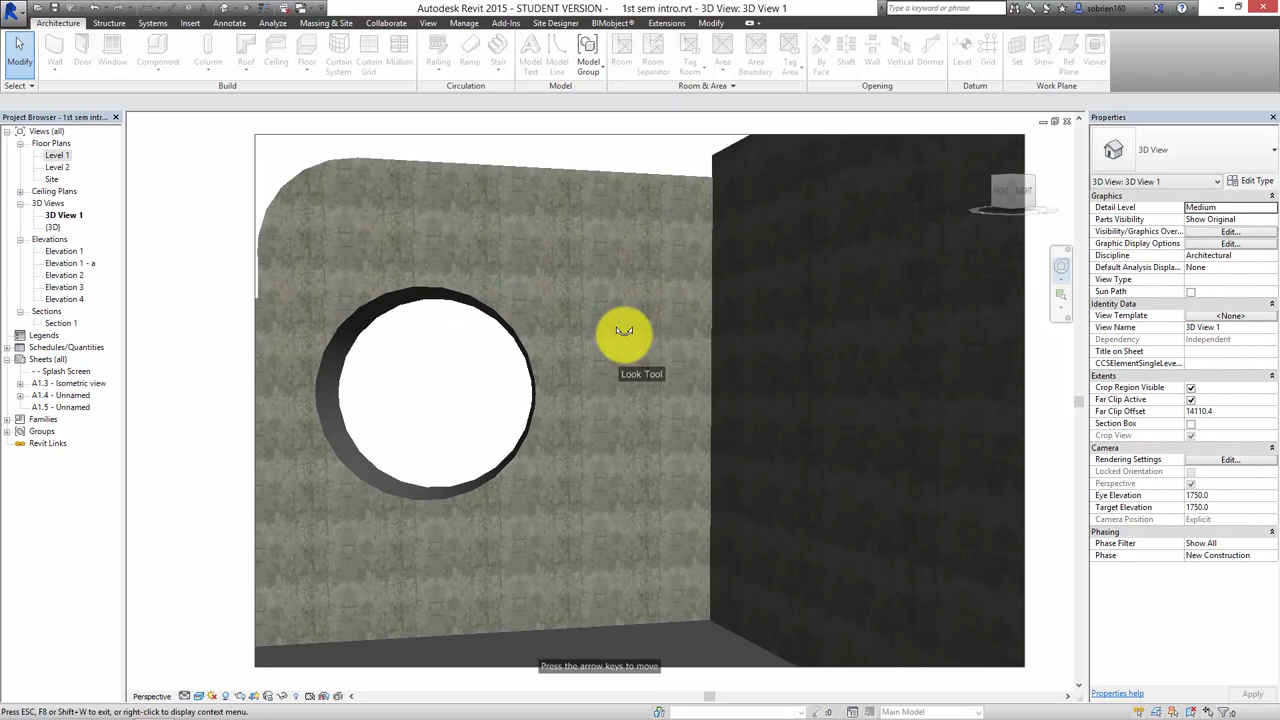 Autodesk Revit 2015 - STUDENT VERSION - 1st sem intro.rvt - 3D View: 3D View 1
Type a keyword or phrase
sobrien160
Architecture Structure Systems Insert Annotate Analyze Massing & Site Collaborate View Manage Add-Ins Site Designer BIMobject® Extensions Modify
Modify Wall Door Window Component Column Roof Ceiling Floor Curtain System Curtain Grid Mullion Railing Ramp Stair Model Text Model Line Model Group Room Room Separator Tag Room Area Area Boundary Tag Area By Face Shaft Wall Vertical Dormer Level Grid Set Show Ref Plane Viewer
Select Build Circulation Model Room & Area Opening Datum Work Plane
Project Browser - 1st sem intr...
Views (all)
Floor Plans
Level 1
Level 2
Site
Ceiling Plans
3D Views
3D View 1
{3D}
Elevations
Elevation 1
Elevation 1 - a
Elevation 2
Elevation 3
Elevation 4
Sections
Section 1
Legends
Schedules/Quantities
Sheets (all)
- - Splash Screen
A1.3 - Isometric view
A1.4 - Unnamed
A1.5 - Unnamed
Families
Groups
Revit Links
FRONT RIGHT
Look Tool
Press the arrow keys to move
Perspective
Properties
3D View
3D View: 3D View 1 Edit Type
Graphics
Detail Level Medium
Parts Visibility Show Original
Visibility/Graphics Over... Edit...
Graphic Display Options Edit...
Discipline Architectural
Default Analysis Displa... None
View Type
Sun Path
Identity Data
View Template <None>
View Name 3D View 1
Dependency Independent
Title on Sheet
CCSElementSingleLeve...
Extents
Crop Region Visible
Far Clip Active
Far Clip Offset 14110.4
Section Box
Crop View
Camera
Rendering Settings Edit...
Locked Orientation
Perspective
Eye Elevation 1750.0
Target Elevation 1750.0
Camera Position Explicit
Phasing
Phase Filter Show All
Phase New Construction
Properties help Apply
Press ESC, F8 or Shift+W to exit, or right-click to display context menu.
:0
Main Model
:0